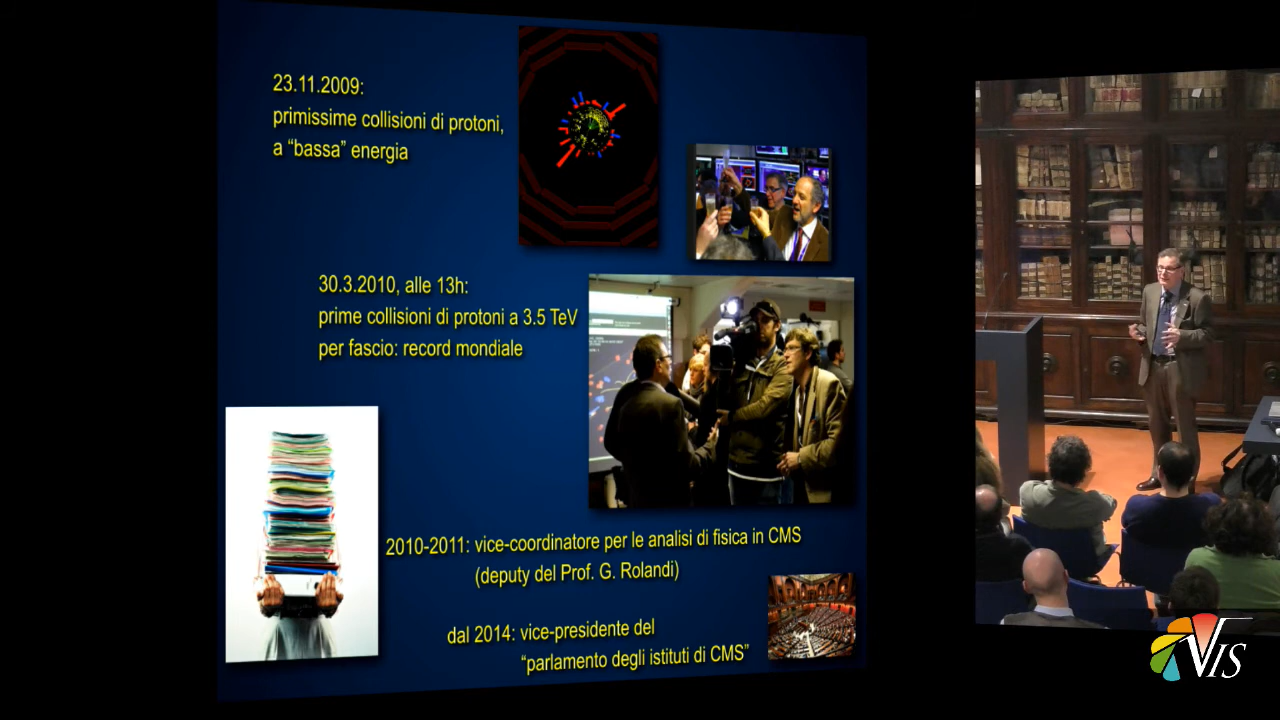 23.11.2009:
primissime collisioni di protoni,
a “bassa” energia
30.3.2010, alle 13h:
prime collisioni di protoni a 3.5 TeV
per fascio: record mondiale
2010-2011: vice-coordinatore per le analisi di fisica in CMS
(deputy del Prof. G. Rolandi)
dal 2014: vice-presidente del
“parlamento degli istituti di CMS”
VIS